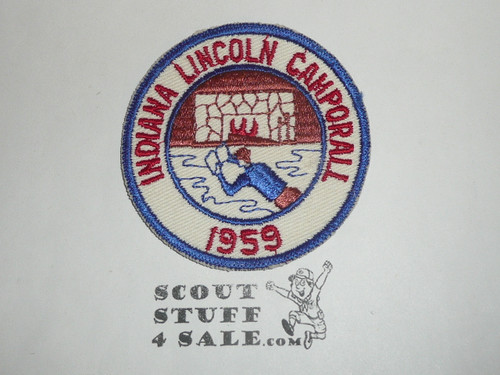 INDIANA LINCOLN CAMPORALL
1959
SCOUT
STUFF
4 SALE.COM